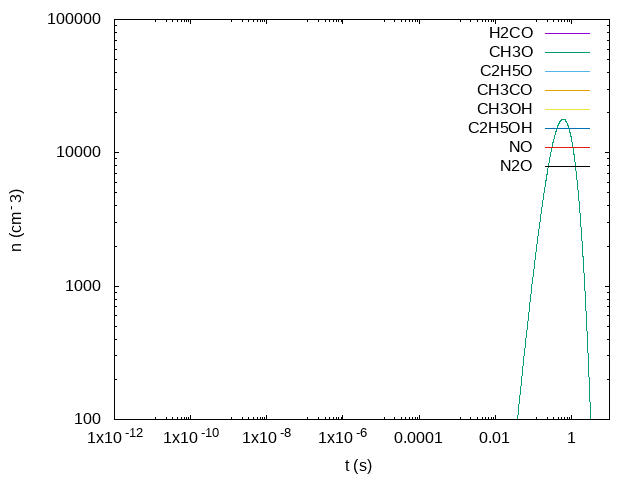 100000
10000
1000
100
n (cm-3)
H2CO
CH3O
C2H5O
CH3CO
CH3OH
C2H5OH
NO
N2O
1x10-12 1x10-10 1x10-8 1x10-6 0.0001 0.01 1
t (s)